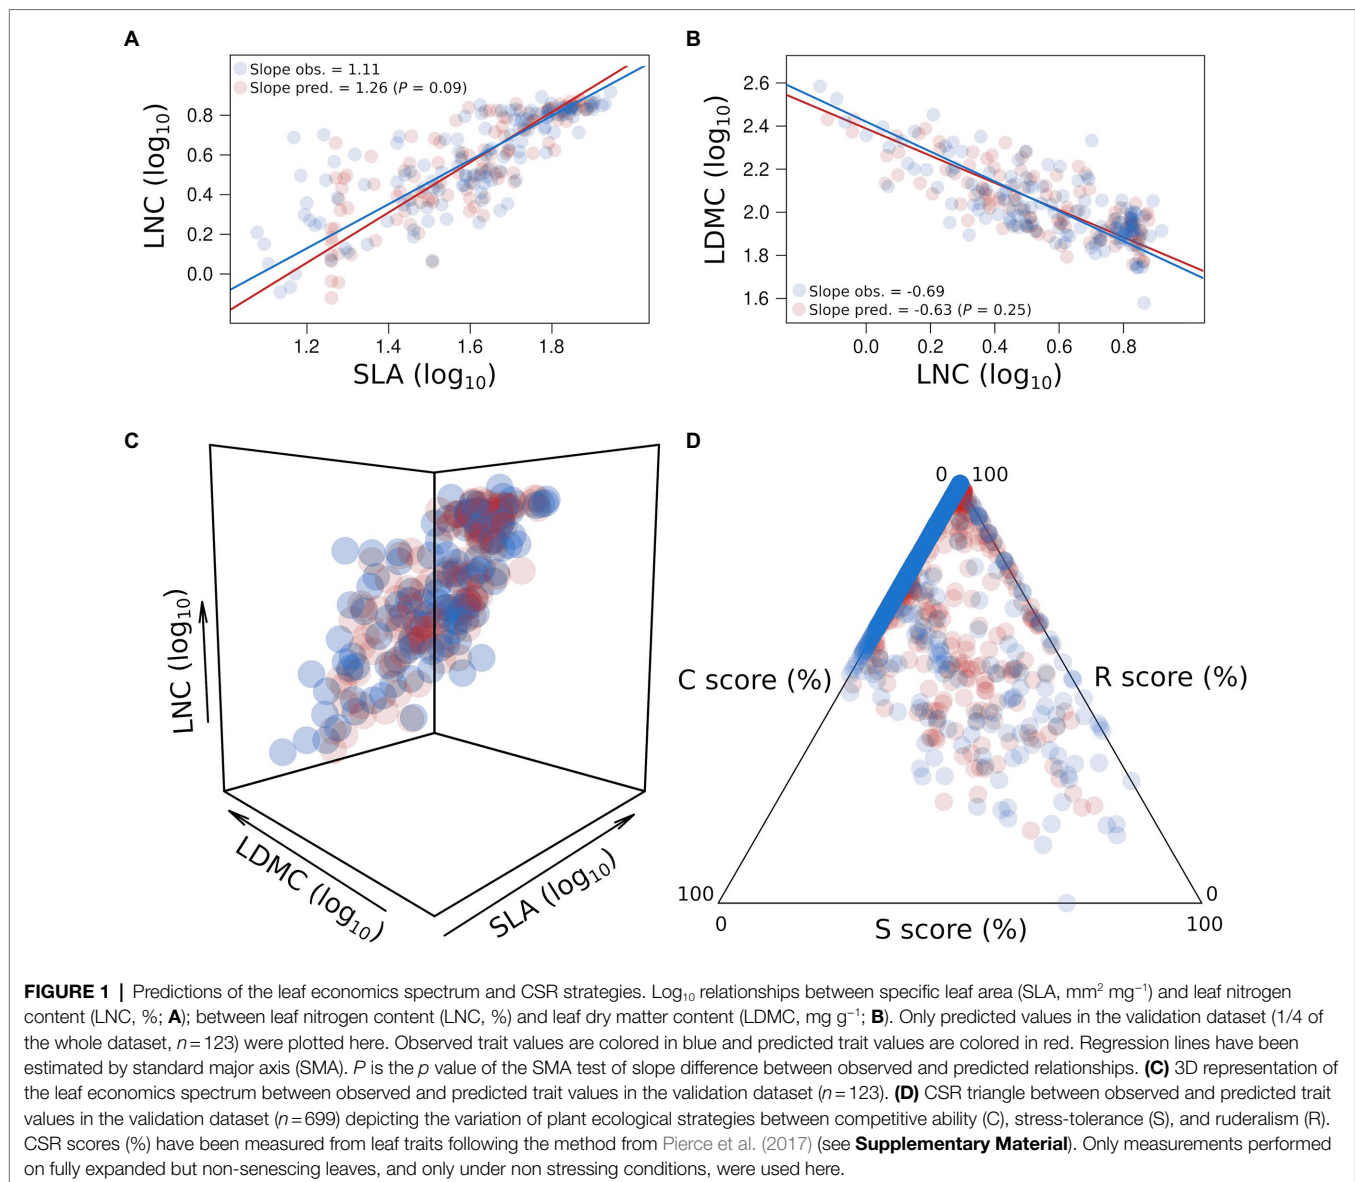 A
Slope obs. = 1.11
Slope pred. = 1.26 (P = 0.09)
LNC (log₁₀)
0.8
0.6
0.4
0.2
0.0
1.2 1.4 1.6 1.8
SLA (log₁₀)
B
LDMC (log₁₀)
2.6
2.4
2.2
2.0
1.8
1.6
Slope obs. = -0.69
Slope pred. = -0.63 (P = 0.25)
0.0 0.2 0.4 0.6 0.8
LNC (log₁₀)
C
LNC (log₁₀)
LDMC (log₁₀)
SLA (log₁₀)
D
0 100
C score (%)
R score (%)
100 0
0 100
S score (%)
FIGURE 1 | Predictions of the leaf economics spectrum and CSR strategies. Log₁₀ relationships between specific leaf area (SLA, mm² mg⁻¹) and leaf nitrogen
content (LNC, %; A); between leaf nitrogen content (LNC, %) and leaf dry matter content (LDMC, mg g⁻¹; B). Only predicted values in the validation dataset (1/4 of
the whole dataset, n = 123) were plotted here. Observed trait values are colored in blue and predicted trait values are colored in red. Regression lines have been
estimated by standard major axis (SMA). P is the p value of the SMA test of slope difference between observed and predicted relationships. (C) 3D representation of
the leaf economics spectrum between observed and predicted trait values in the validation dataset (n = 123). (D) CSR triangle between observed and predicted trait
values in the validation dataset (n = 699) depicting the variation of plant ecological strategies between competitive ability (C), stress-tolerance (S), and ruderalism (R).
CSR scores (%) have been measured from leaf traits following the method from Pierce et al. (2017) (see Supplementary Material). Only measurements performed
on fully expanded but non-senescing leaves, and only under non stressing conditions, were used here.